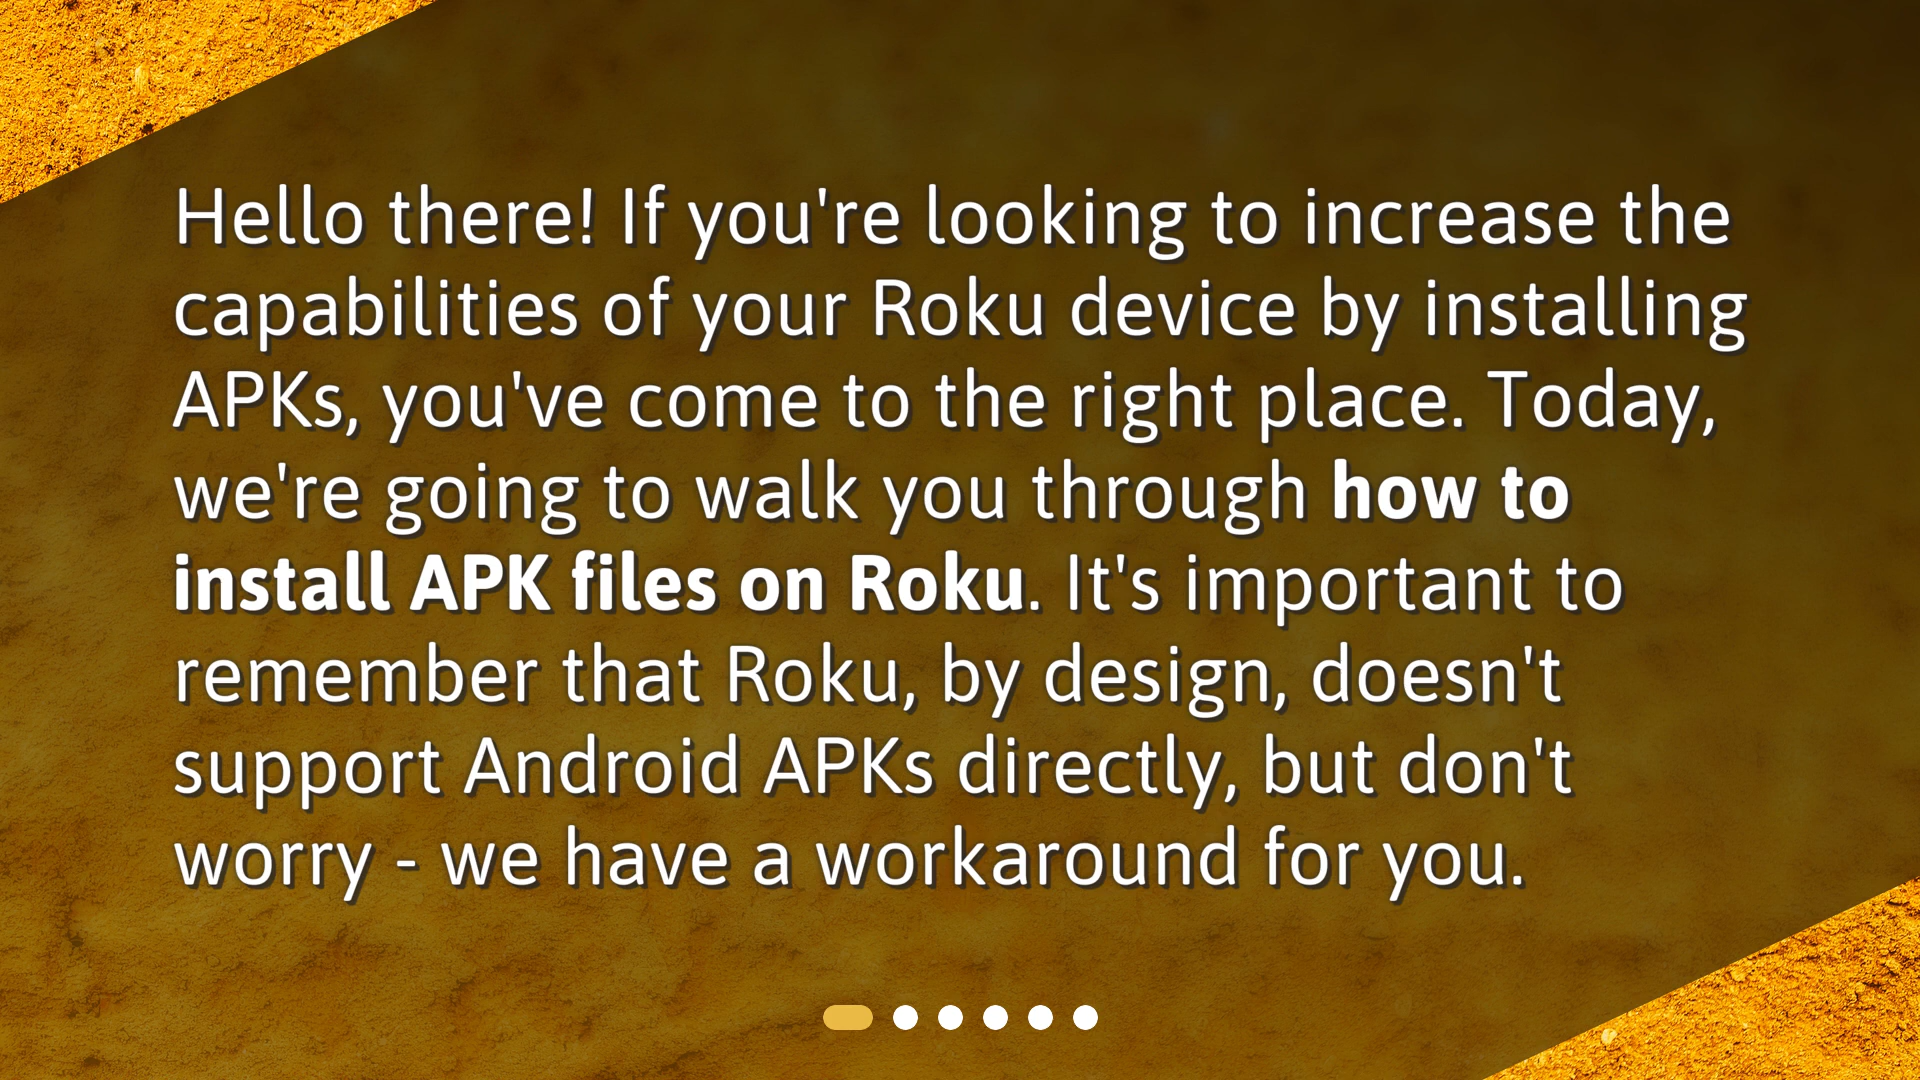 Hello there! If you're looking to increase the
capabilities of your Roku device by installing
APKs, you've come to the right place. Today,
we're going to walk you through how to
install APK files on Roku. It's important to
remember that Roku, by design, doesn't
support Android APKs directly, but don't
worry - we have a workaround for you.